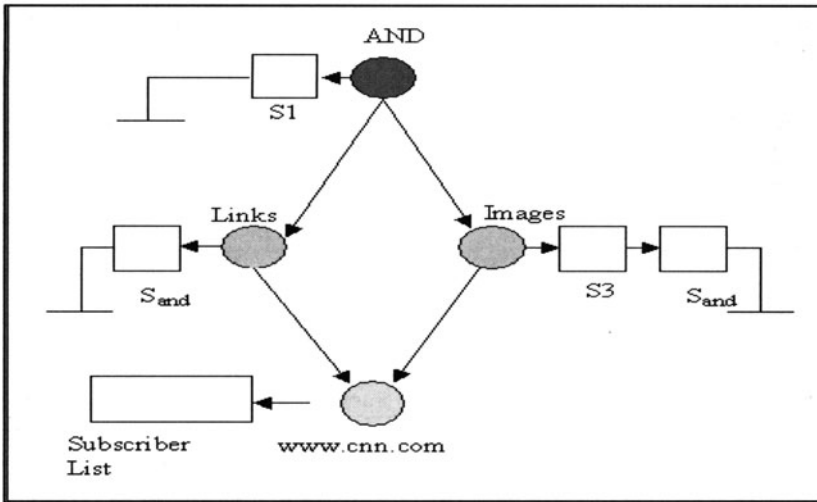 AND
S1
Links
Images
Sand
S3
Sand
Subscriber
List
www.cnn.com